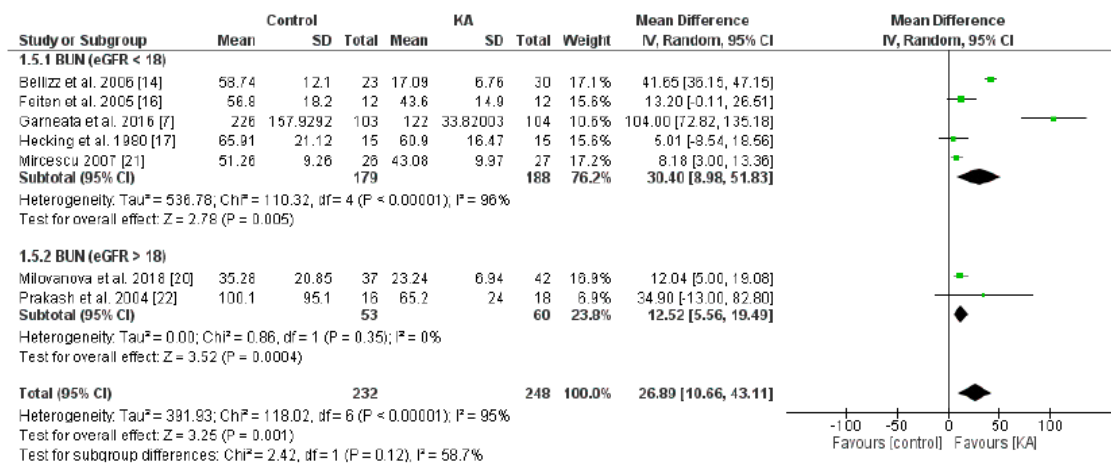 Control KA Mean Difference Mean Difference
Study or Subgroup Mean SD Total Mean SD Total Weight IV, Random, 95% CI IV, Random, 95% CI
1.5.1 BUN (eGFR < 18)
Bellizz et al. 2006 [14] 58.74 12.1 23 17.09 6.76 30 17.1% 41.65 [36.15, 47.15]
Feiten et al. 2005 [16] 56.8 18.2 12 43.6 14.9 12 15.6% 13.20 [-0.11, 26.51]
Garneata et al. 2016 [7] 226 157.9292 103 122 33.82003 104 10.6% 104.00 [72.82, 135.18]
Hecking et al. 1980 [17] 65.91 21.12 15 60.9 16.47 15 15.6% 5.01 [-8.54, 18.56]
Mircescu 2007 [21] 51.26 9.26 26 43.08 9.97 27 17.2% 8.18 [3.00, 13.36]
Subtotal (95% CI) 179 188 76.2% 30.40 [8.98, 51.83]
Heterogeneity: Tau² = 536.78; Chi² = 110.32, df = 4 (P < 0.00001); I² = 96%
Test for overall effect: Z = 2.78 (P = 0.005)
1.5.2 BUN (eGFR > 18)
Milovanova et al. 2018 [20] 35.28 20.85 37 23.24 6.94 42 16.9% 12.04 [5.00, 19.08]
Prakash et al. 2004 [22] 100.1 95.1 16 65.2 24 18 6.9% 34.90 [-13.00, 82.80]
Subtotal (95% CI) 53 60 23.8% 12.52 [5.56, 19.49]
Heterogeneity: Tau² = 0.00; Chi² = 0.86, df = 1 (P = 0.35); I² = 0%
Test for overall effect: Z = 3.52 (P = 0.0004)
Total (95% CI) 232 248 100.0% 26.89 [10.66, 43.11]
Heterogeneity: Tau² = 391.93; Chi² = 118.02, df = 6 (P < 0.00001); I² = 95%
Test for overall effect: Z = 3.25 (P = 0.001)
Test for subgroup differences: Chi² = 2.42, df = 1 (P = 0.12), I² = 58.7%
-100 -50 0 50 100
Favours [control] Favours [KA]